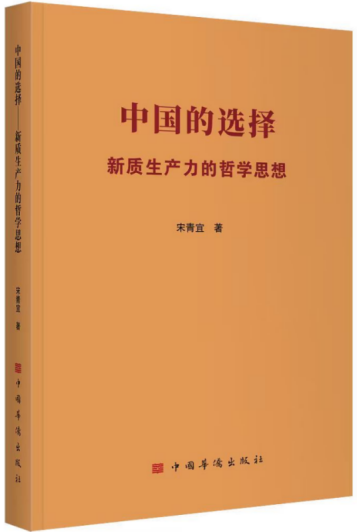 中国的选择
新质生产力的哲学思想
宋青宜 著
中国华侨出版社
中国的选择——新质生产力的哲学思想
宋青宜 著
中国华侨出版社